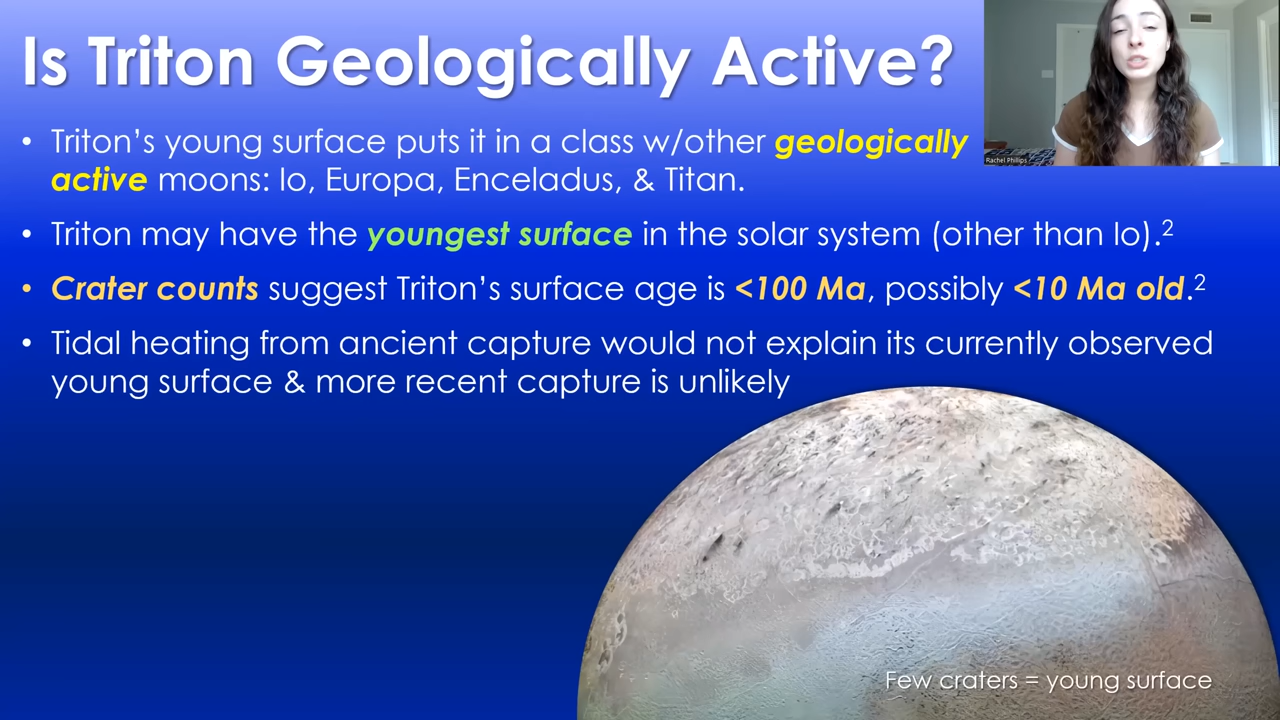 Is Triton Geologically Active?
Rachel Phillips
• Triton's young surface puts it in a class w/other geologically
active moons: Io, Europa, Enceladus, & Titan.
• Triton may have the youngest surface in the solar system (other than Io).²
• Crater counts suggest Triton's surface age is <100 Ma, possibly <10 Ma old.²
• Tidal heating from ancient capture would not explain its currently observed
young surface & more recent capture is unlikely
Few craters = young surface